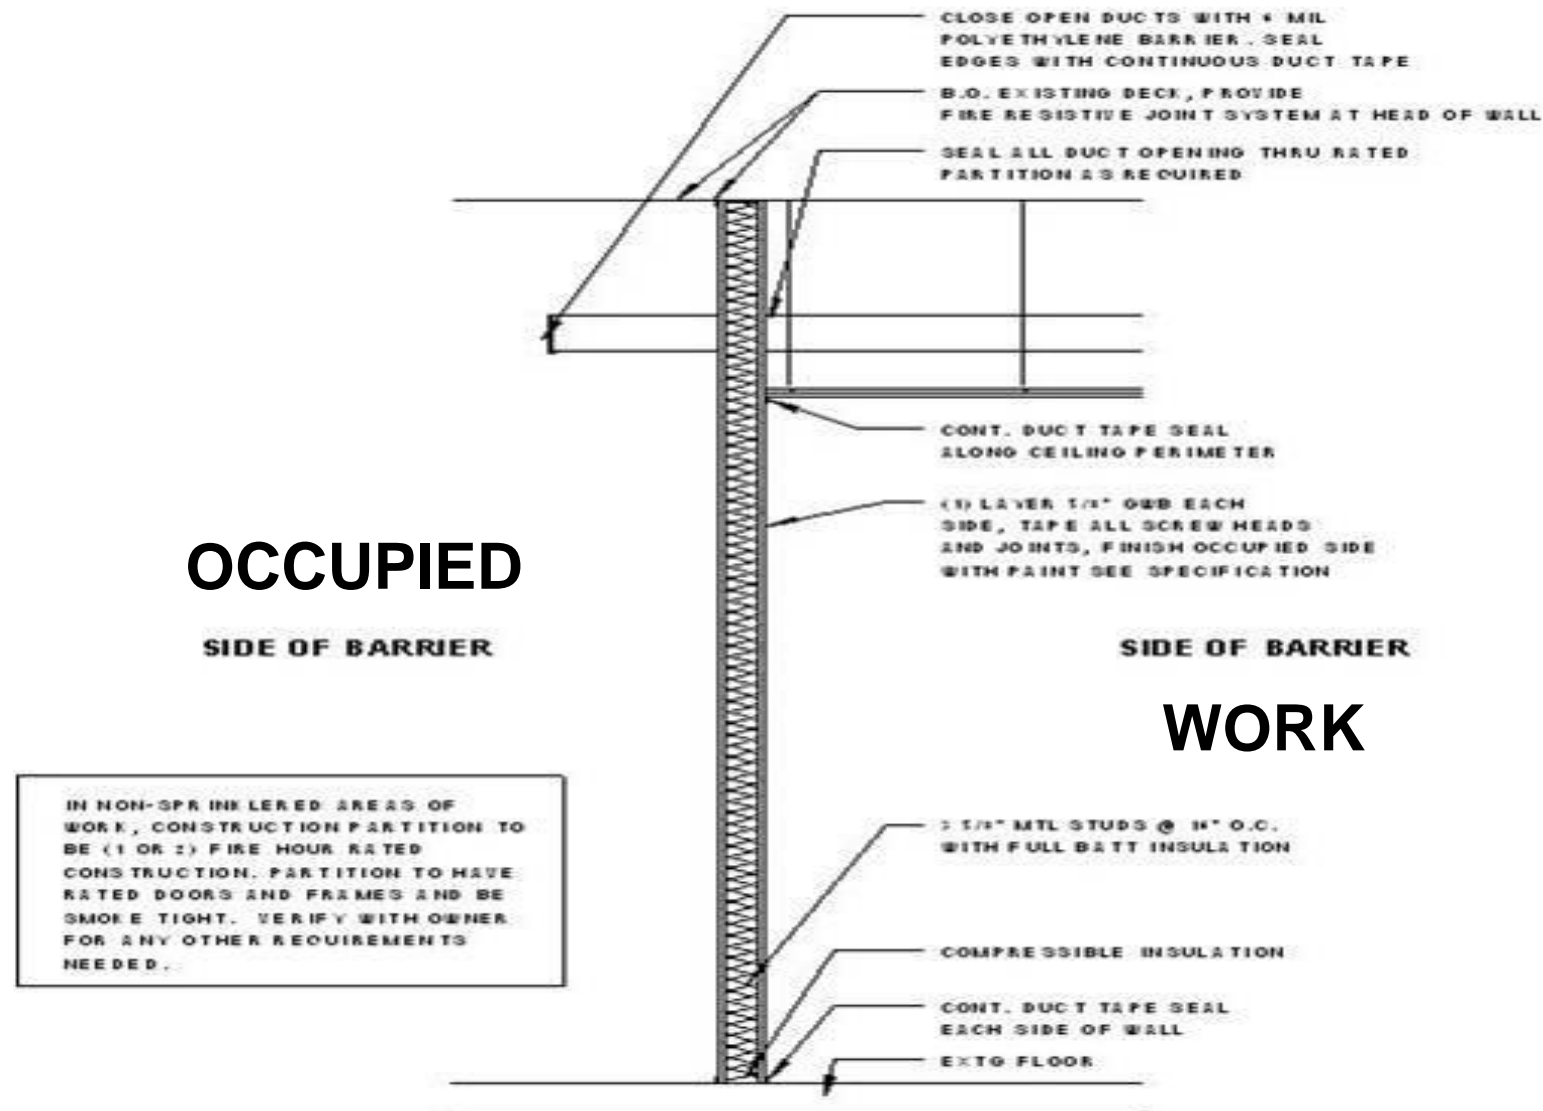 CLOSE OPEN DUCTS WITH 6 MIL
POLYETHYLENE BARRIER. SEAL
EDGES WITH CONTINUOUS DUCT TAPE
B.O. EXISTING DECK, PROVIDE
FIRE RESISTIVE JOINT SYSTEM AT HEAD OF WALL
SEAL ALL DUCT OPENING THRU RATED
PARTITION AS REQUIRED
CONT. DUCT TAPE SEAL
ALONG CEILING PERIMETER
LAYER 5/8" GWB EACH
SIDE, TAPE ALL SCREW HEADS
AND JOINTS, FINISH OCCUPIED SIDE
WITH PAINT SEE SPECIFICATION
OCCUPIED
SIDE OF BARRIER
SIDE OF BARRIER
WORK
IN NON-SPRINKLERED AREAS OF
WORK, CONSTRUCTION PARTITION TO
BE (1 OR 2) FIRE HOUR RATED
CONSTRUCTION. PARTITION TO HAVE
RATED DOORS AND FRAMES AND BE
SMOKE TIGHT. VERIFY WITH OWNER
FOR ANY OTHER REQUIREMENTS
NEEDED.
3 5/8" MTL STUDS @ 16" O.C.
WITH FULL BATT INSULATION
COMPRESSIBLE INSULATION
CONT. DUCT TAPE SEAL
EACH SIDE OF WALL
EXTG FLOOR